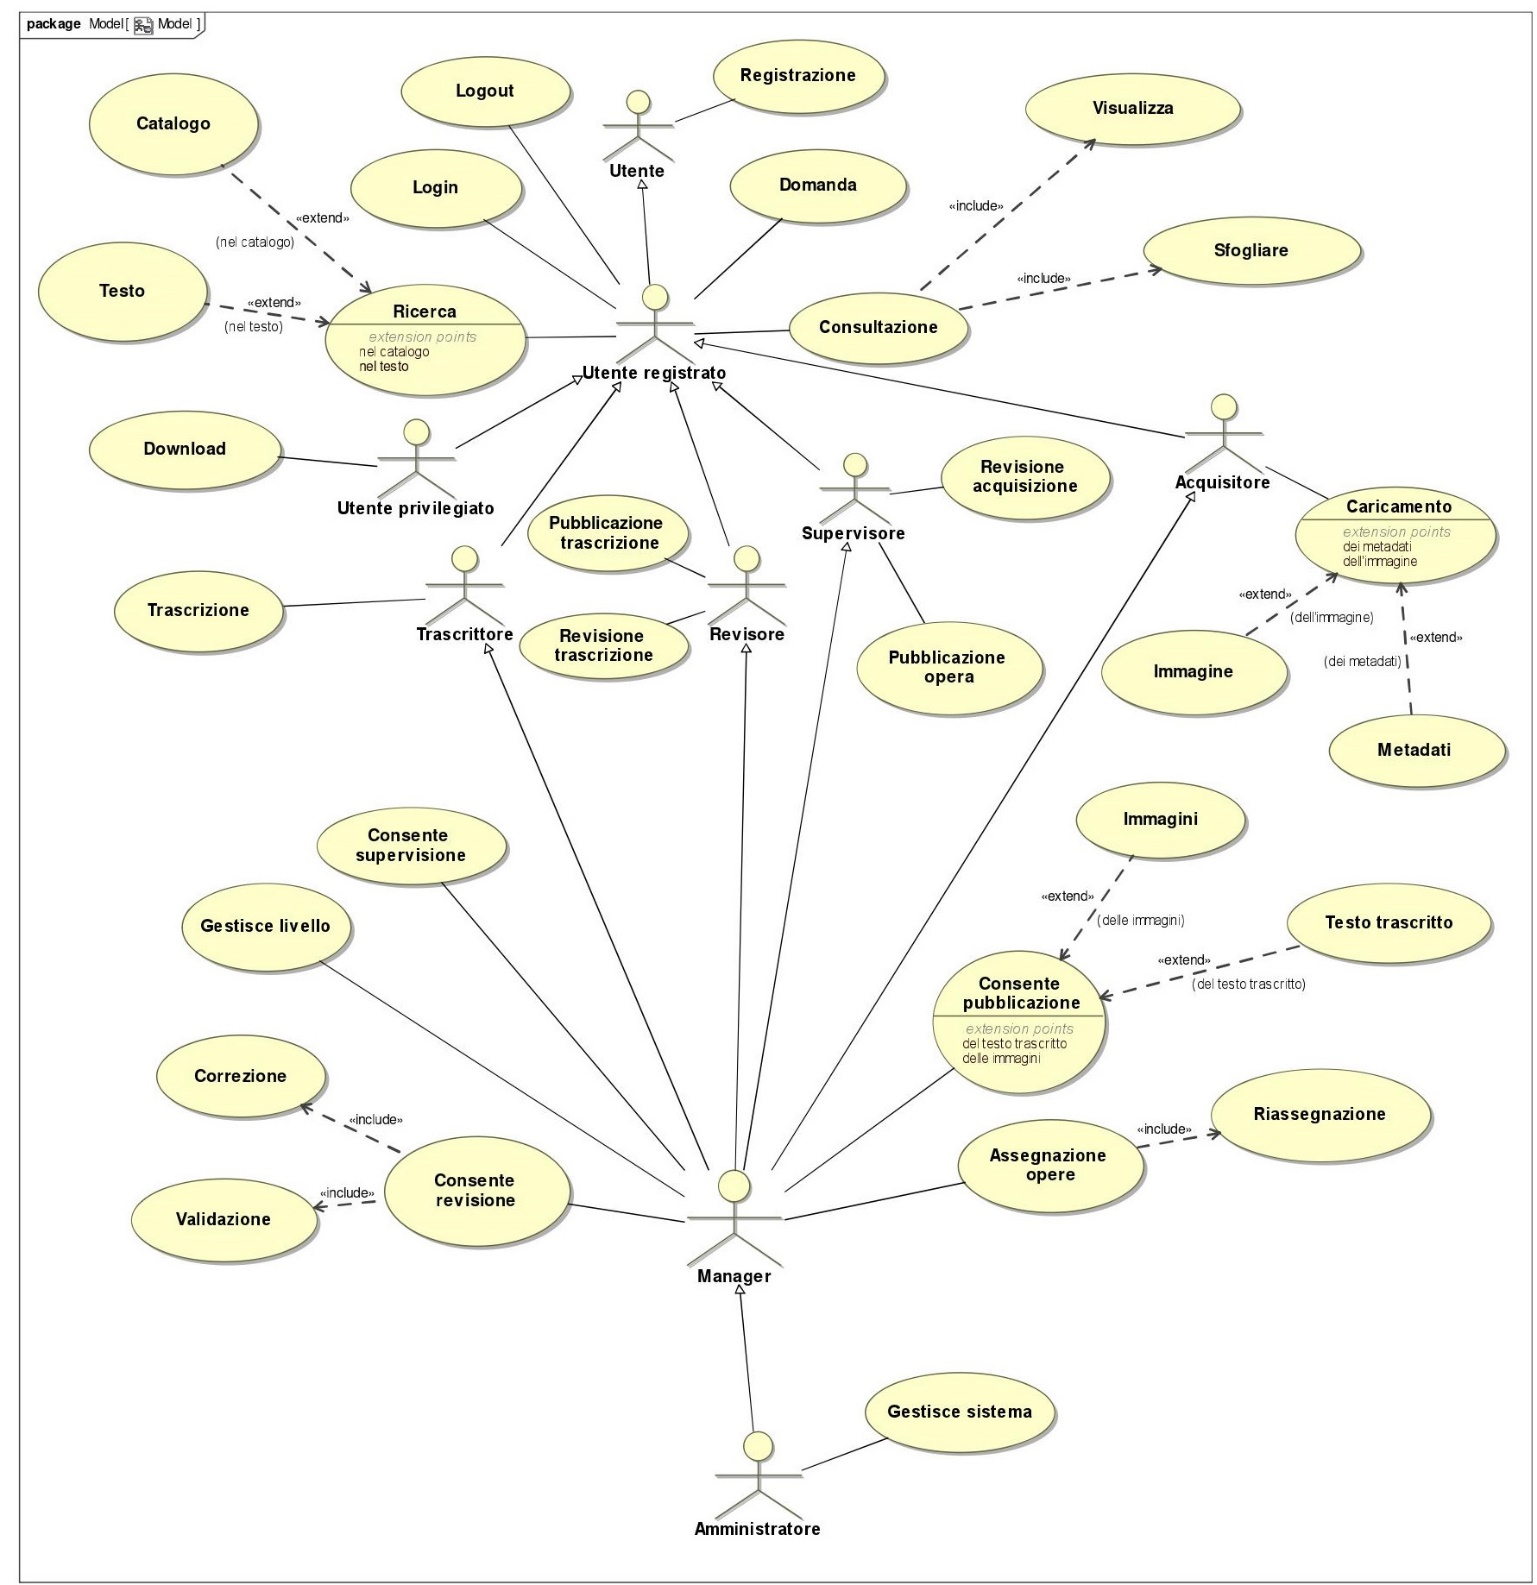 package Model[ Model ]
Registrazione
Logout
Visualizza
Catalogo
Utente
Login
Domanda
«include»
«extend»
(nel catalogo)
Sfogliare
Testo
«extend»
(nel testo)
«include»
Ricerca
extension points
nel catalogo
nel testo
Consultazione
Utente registrato
Download
Utente privilegiato
Revisione
acquisizione
Acquisitore
Supervisore
Caricamento
extension points
dei metadati
dell'immagine
Pubblicazione
trascrizione
Trascrizione
Trascrittore
Revisione
trascrizione
Revisore
«extend»
(dell'immagine)
«extend»
(dei metadati)
Pubblicazione
opera
Immagine
Metadati
Consente
supervisione
Immagini
«extend»
(delle immagini)
Gestisce livello
Testo trascritto
«extend»
(del testo trascritto)
Consente
pubblicazione
extension points
del testo trascritto
delle immagini
Correzione
«include»
Riassegnazione
«include»
Assegnazione
opere
Consente
revisione
«include»
Validazione
Manager
Gestisce sistema
Amministratore